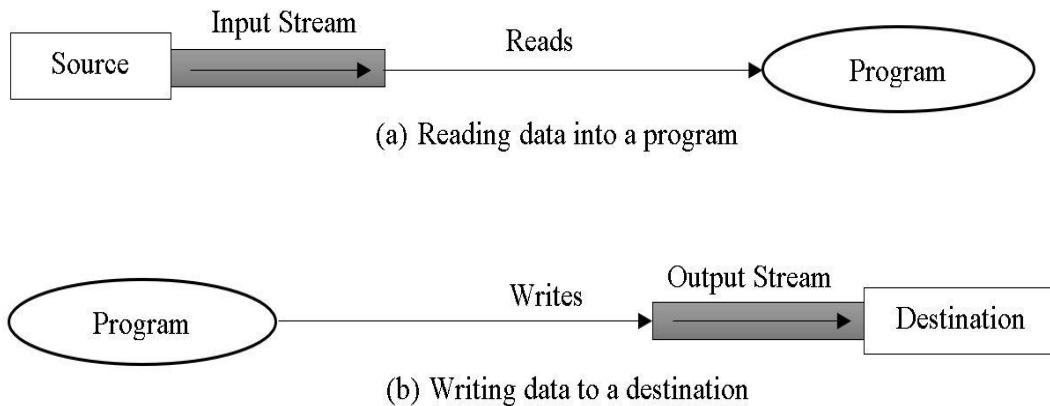 Input Stream
Source
Reads
Program
(a) Reading data into a program
Output Stream
Program
Writes
Destination
(b) Writing data to a destination